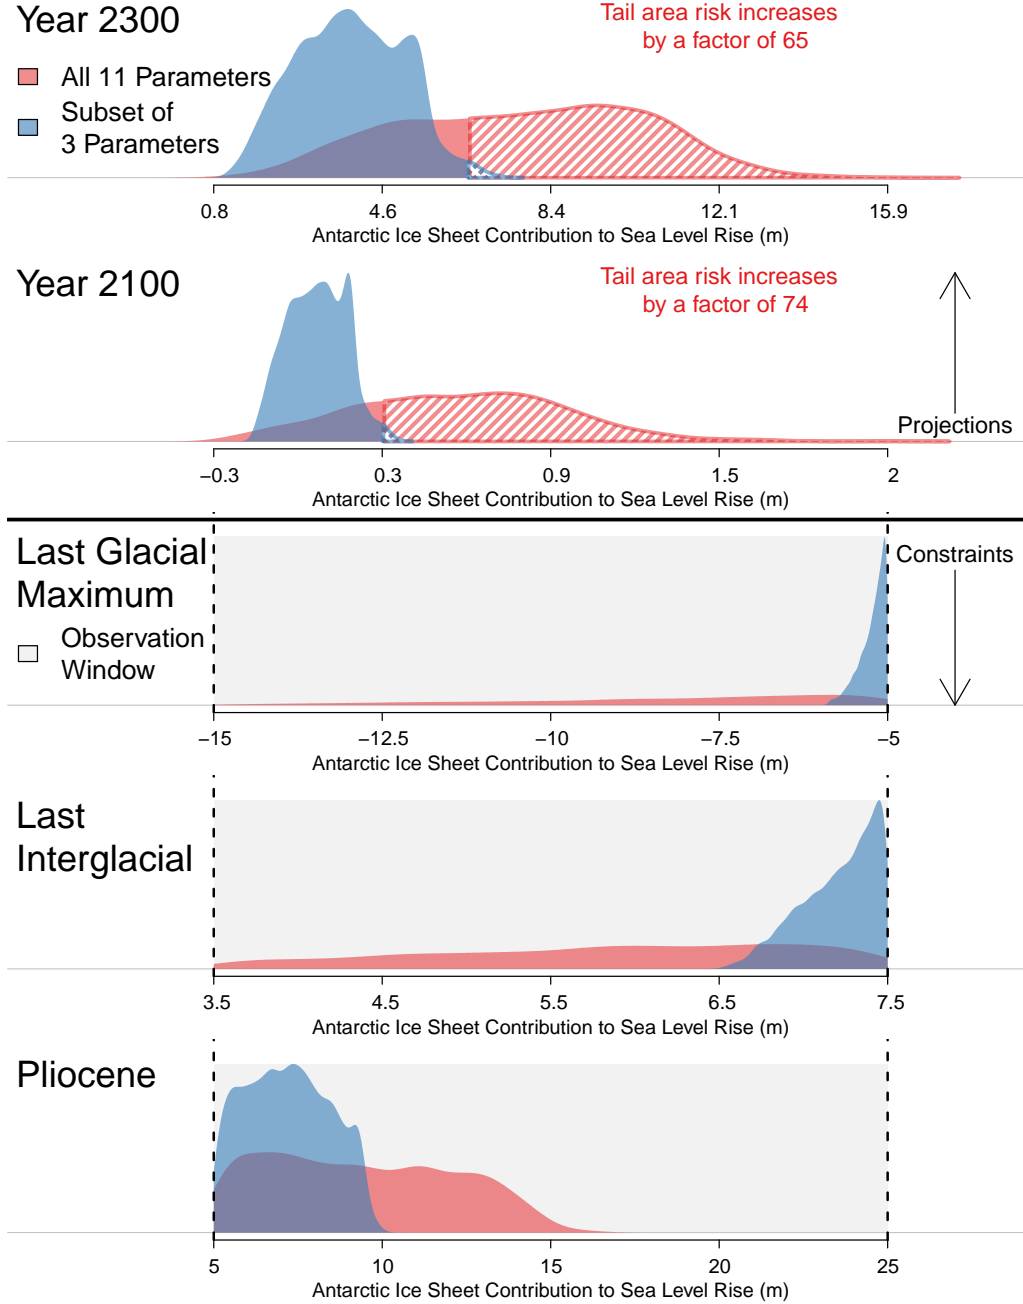 Year 2300
Tail area risk increases
by a factor of 65
All 11 Parameters
Subset of
3 Parameters
0.8 4.6 8.4 12.1 15.9
Antarctic Ice Sheet Contribution to Sea Level Rise (m)
Year 2100
Tail area risk increases
by a factor of 74
Projections
−0.3 0.3 0.9 1.5 2
Antarctic Ice Sheet Contribution to Sea Level Rise (m)
Last Glacial
Maximum
Constraints
Observation
Window
−15 −12.5 −10 −7.5 −5
Antarctic Ice Sheet Contribution to Sea Level Rise (m)
Last
Interglacial
3.5 4.5 5.5 6.5 7.5
Antarctic Ice Sheet Contribution to Sea Level Rise (m)
Pliocene
5 10 15 20 25
Antarctic Ice Sheet Contribution to Sea Level Rise (m)